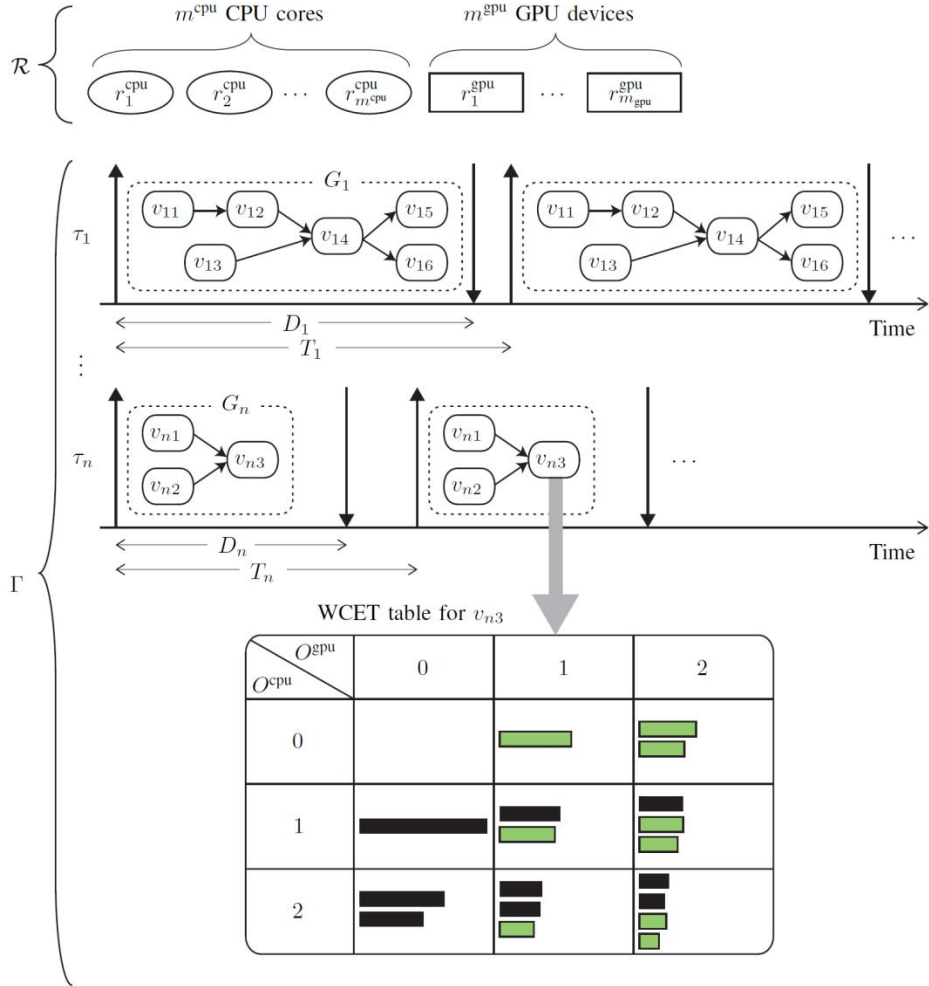 m^cpu CPU cores m^gpu GPU devices
ℛ
r_1^cpu r_2^cpu ⋯ r_{m^cpu}^cpu r_1^gpu ⋯ r_{m_gpu}^gpu
G_1
v_11 v_12 v_15 v_11 v_12 v_15
τ_1 v_14 v_14 ⋯
v_13 v_16 v_13 v_16
D_1 Time
T_1
⋮
G_n
v_n1 v_n1
τ_n v_n3 v_n3 ⋯
v_n2 v_n2
D_n Time
T_n
Γ
WCET table for v_n3
O^gpu 0 1 2
O^cpu
0
1
2